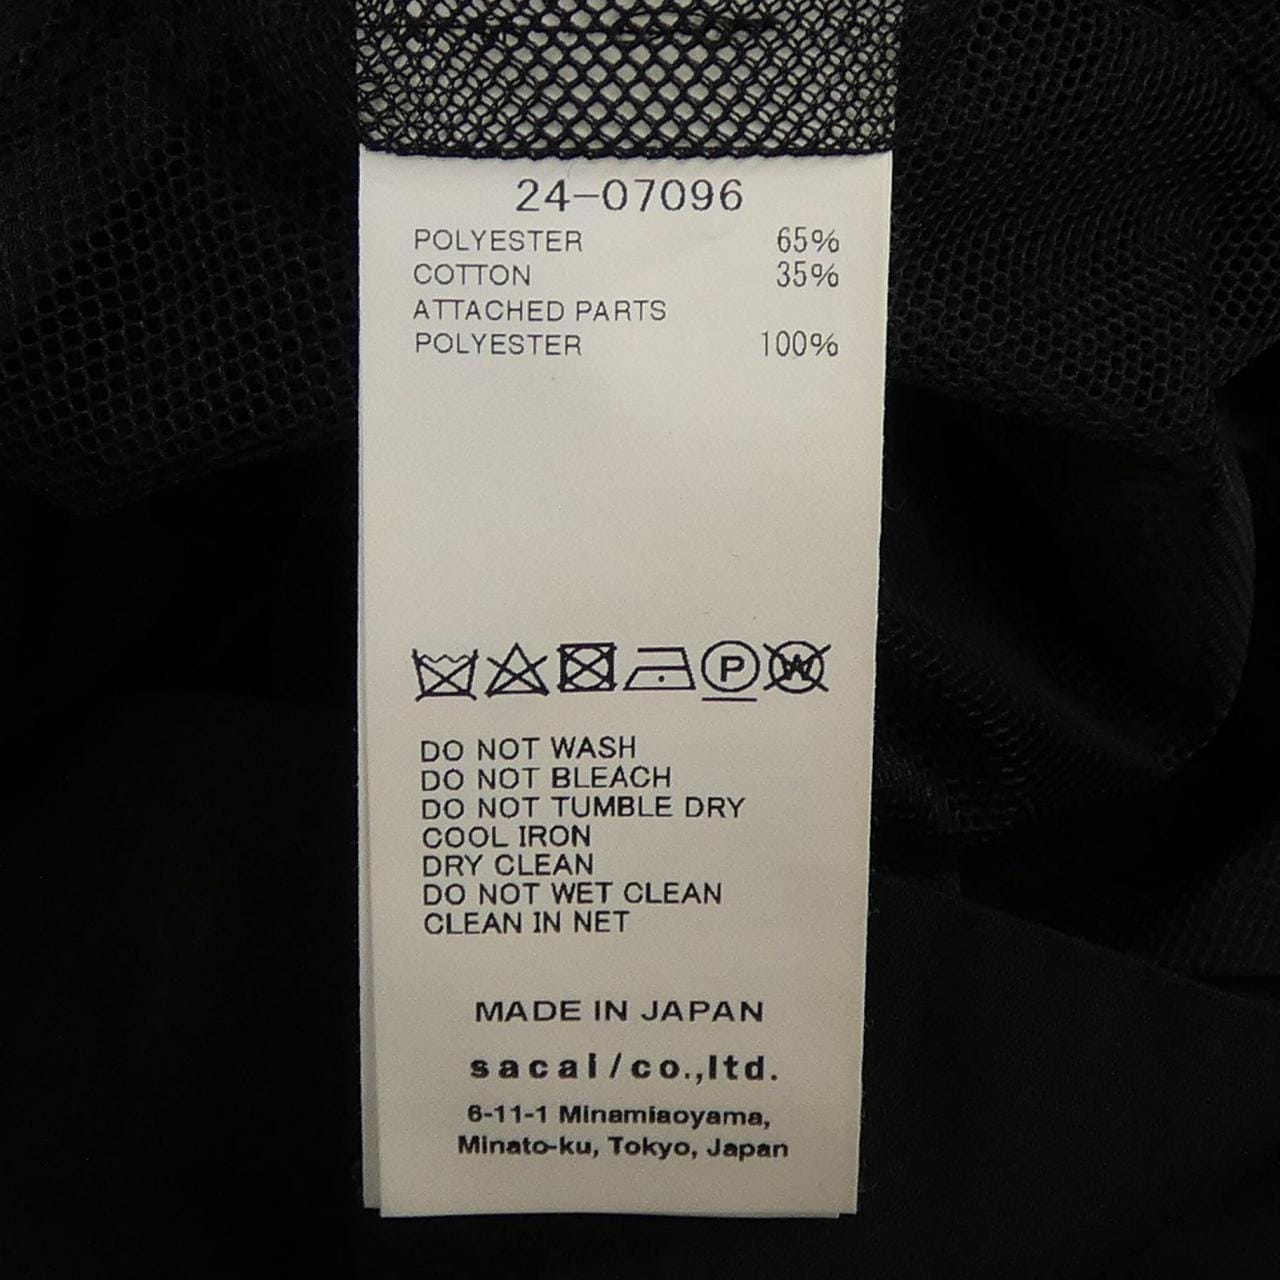 24-07096
POLYESTER 65%
COTTON 35%
ATTACHED PARTS
POLYESTER 100%
P W
DO NOT WASH
DO NOT BLEACH
DO NOT TUMBLE DRY
COOL IRON
DRY CLEAN
DO NOT WET CLEAN
CLEAN IN NET
MADE IN JAPAN
sacai/co.,ltd.
6-11-1 Minamiaoyama,
Minato-ku, Tokyo, Japan